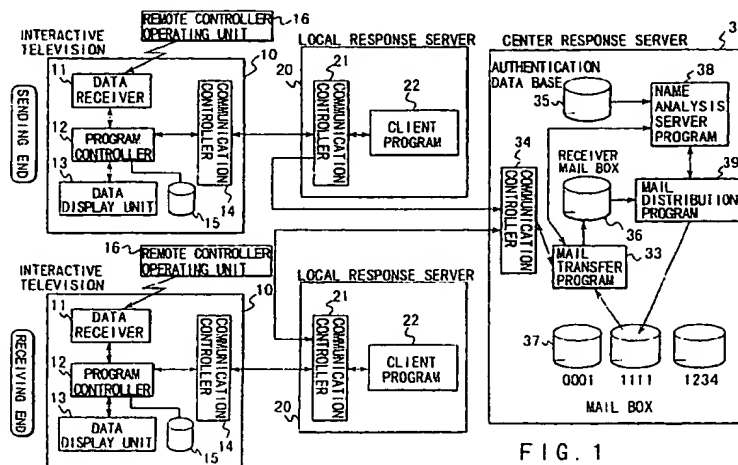 REMOTE CONTROLLER
OPERATING UNIT
16
INTERACTIVE
TELEVISION
10
SENDING END
11
DATA
RECEIVER
12
PROGRAM
CONTROLLER
13
DATA
DISPLAY UNIT
15
COMMUNICATION
CONTROLLER
14
LOCAL RESPONSE SERVER
20
21
COMMUNICATION
CONTROLLER
22
CLIENT
PROGRAM
CENTER RESPONSE SERVER
3
AUTHENTICATION
DATA BASE
35
38
NAME
ANALYSIS
SERVER
PROGRAM
34
COMMUNICATION
CONTROLLER
RECEIVER
MAIL BOX
36
39
MAIL
DISTRIBUTION
PROGRAM
MAIL
TRANSFER
PROGRAM
33
37
0001
1111
1234
MAIL BOX
16
REMOTE CONTROLLER
OPERATING UNIT
INTERACTIVE
TELEVISION
10
RECEIVING END
11
DATA
RECEIVER
12
PROGRAM
CONTROLLER
13
DATA
DISPLAY UNIT
15
COMMUNICATION
CONTROLLER
14
LOCAL RESPONSE SERVER
20
21
COMMUNICATION
CONTROLLER
22
CLIENT
PROGRAM
FIG. 1